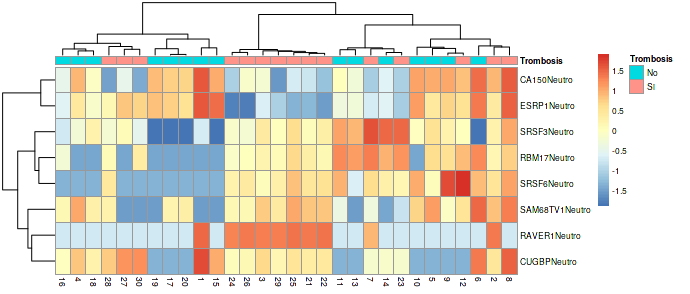 Trombosis
CA150Neutro
ESRP1Neutro
SRSF3Neutro
RBM17Neutro
SRSF6Neutro
SAM68TV1Neutro
RAVER1Neutro
CUGBPNeutro
16 4 18 28 27 30 19 17 20 1 15 24 26 3 29 25 21 22 11 13 7 14 23 10 5 9 12 6 2 8
1.5
1
0.5
0
-0.5
-1
-1.5
Trombosis
No
SI